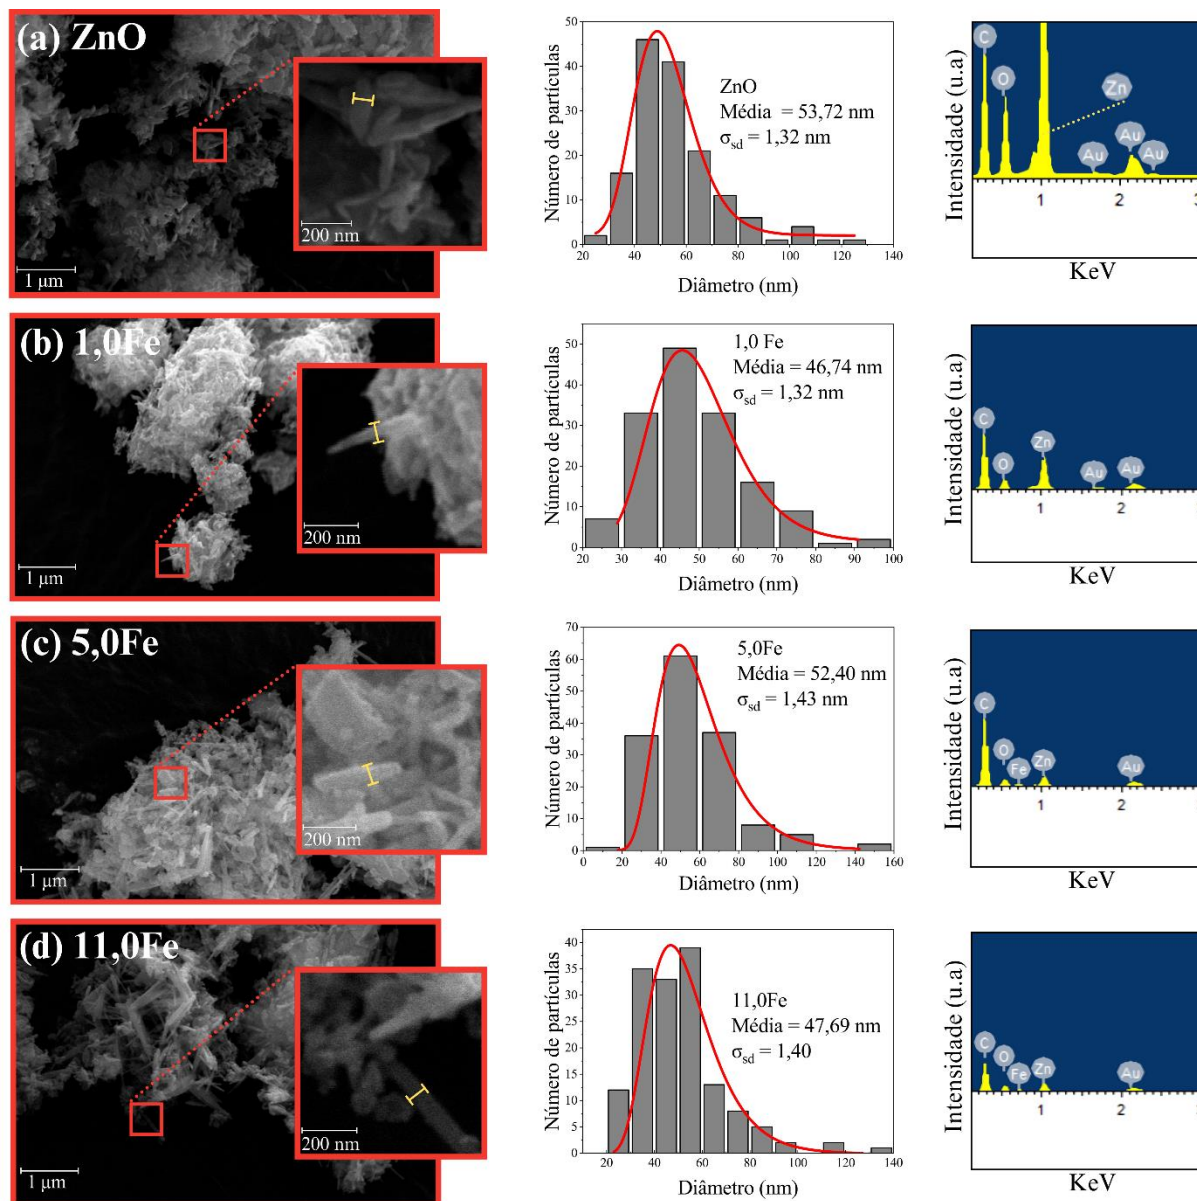 (a) ZnO
200 nm
1 μm
Número de partículas
50
40
30
20
10
0
ZnO
Média = 53,72 nm
σsd = 1,32 nm
20 40 60 80 100 120 140
Diâmetro (nm)
Intensidade (u.a)
C
O
Zn
Au
Au
Au
1 2 3
KeV
(b) 1,0Fe
200 nm
1 μm
Número de partículas
50
40
30
20
10
0
1,0 Fe
Média = 46,74 nm
σsd = 1,32 nm
20 30 40 50 60 70 80 90 100
Diâmetro (nm)
Intensidade (u.a)
C
O
Zn
Au
Au
1 2
KeV
(c) 5,0Fe
200 nm
1 μm
Número de partículas
70
60
50
40
30
20
10
0
5,0Fe
Média = 52,40 nm
σsd = 1,43 nm
0 20 40 60 80 100 120 140 160
Diâmetro (nm)
Intensidade (u.a)
C
O
Fe
Zn
Au
1 2
KeV
(d) 11,0Fe
200 nm
1 μm
Número de partículas
40
35
30
25
20
15
10
5
0
11,0Fe
Média = 47,69 nm
σsd = 1,40
20 40 60 80 100 120 140
Diâmetro (nm)
Intensidade (u.a)
C
O
Fe
Zn
Au
1 2
KeV